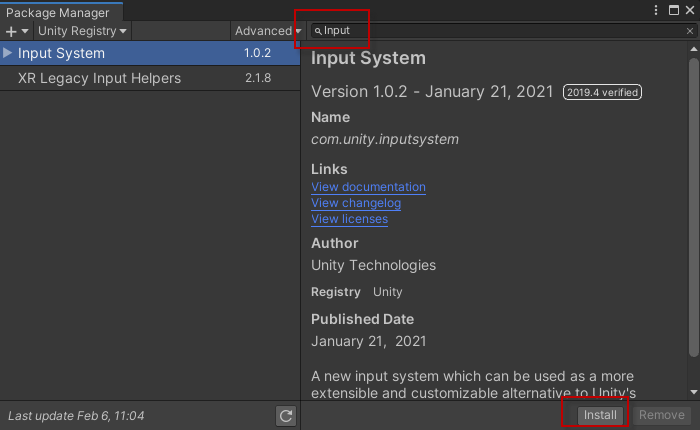 Package Manager
+ ▾ Unity Registry ▾ Advanced ▾ Input
Input System 1.0.2
XR Legacy Input Helpers 2.1.8
Input System
Version 1.0.2 - January 21, 2021 2019.4 verified
Name
com.unity.inputsystem
Links
View documentation
View changelog
View licenses
Author
Unity Technologies
Registry Unity
Published Date
January 21, 2021
A new input system which can be used as a more
extensible and customizable alternative to Unity's
Last update Feb 6, 11:04
Install Remove